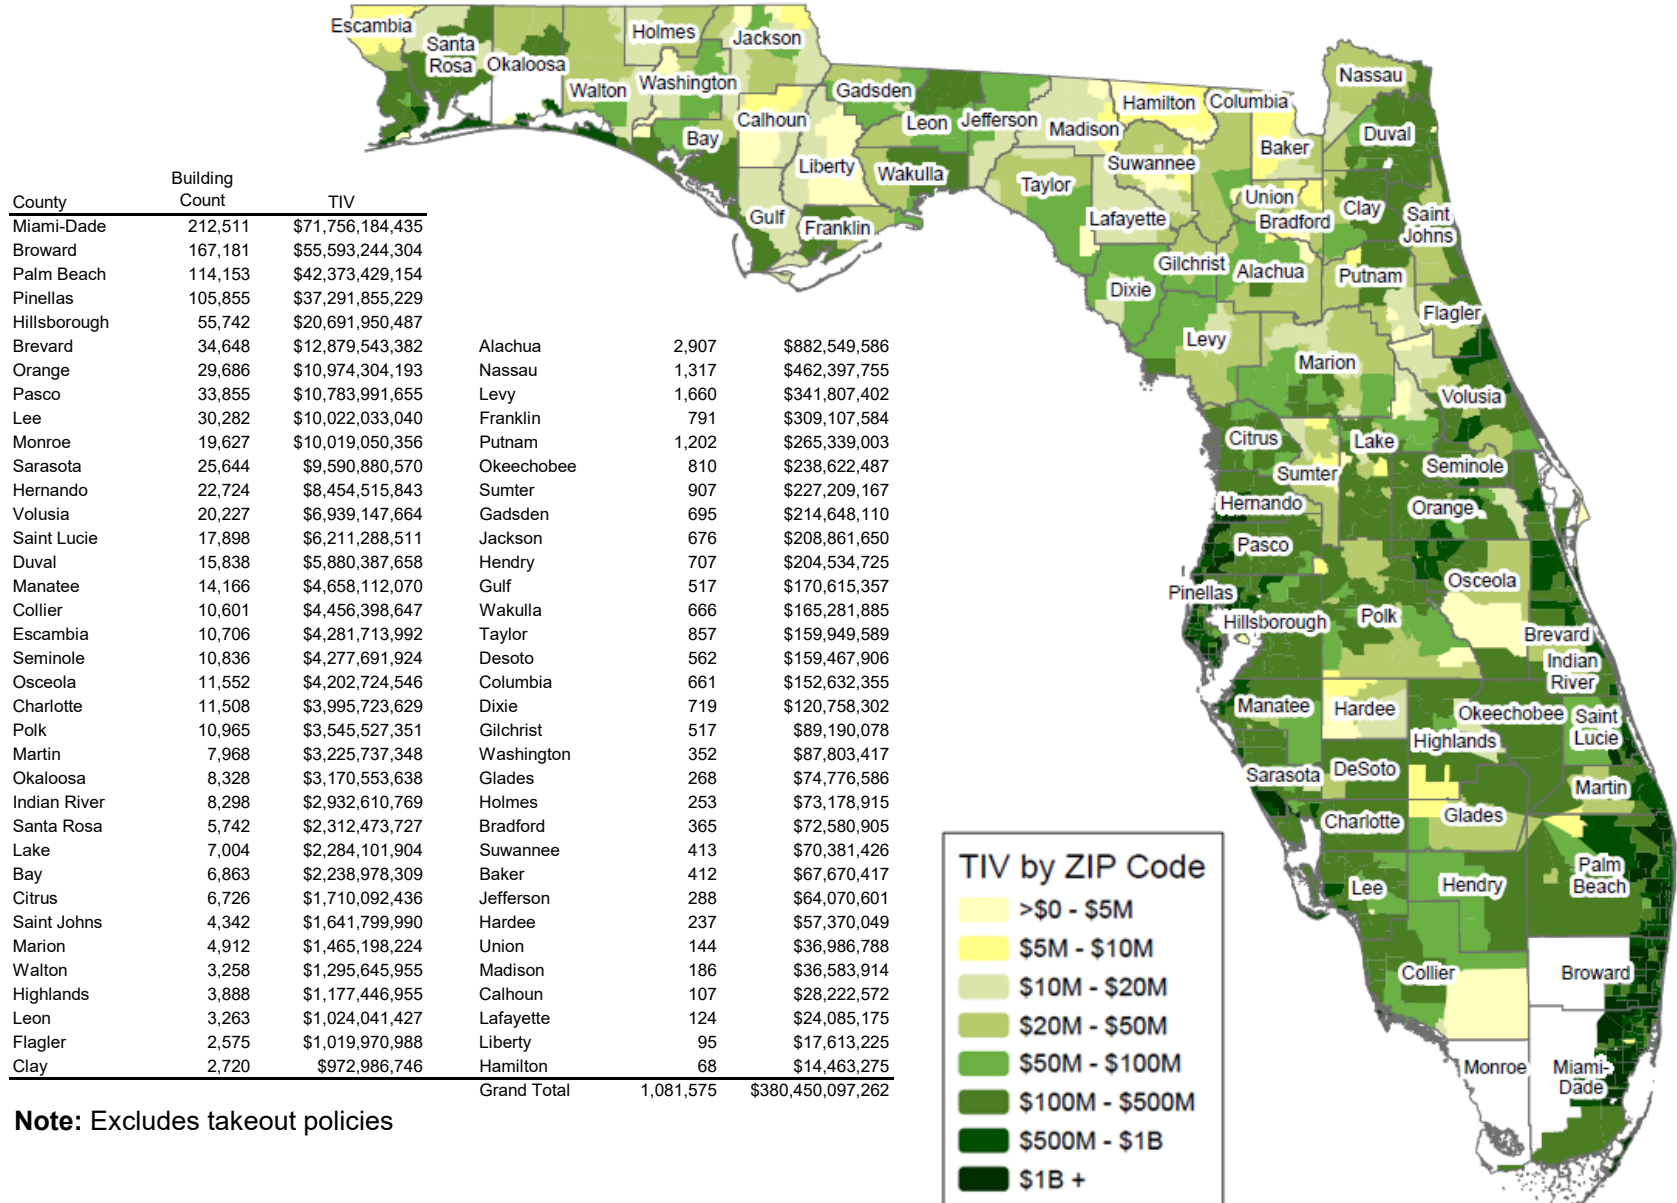 County Building Count TIV
Miami-Dade 212,511 $71,756,184,435
Broward 167,181 $55,593,244,304
Palm Beach 114,153 $42,373,429,154
Pinellas 105,855 $37,291,855,229
Hillsborough 55,742 $20,691,950,487
Brevard 34,648 $12,879,543,382
Orange 29,686 $10,974,304,193
Pasco 33,855 $10,783,991,655
Lee 30,282 $10,022,033,040
Monroe 19,627 $10,019,050,356
Sarasota 25,644 $9,590,880,570
Hernando 22,724 $8,454,515,843
Volusia 20,227 $6,939,147,664
Saint Lucie 17,898 $6,211,288,511
Duval 15,838 $5,880,387,658
Manatee 14,166 $4,658,112,070
Collier 10,601 $4,456,398,647
Escambia 10,706 $4,281,713,992
Seminole 10,836 $4,277,691,924
Osceola 11,552 $4,202,724,546
Charlotte 11,508 $3,995,723,629
Polk 10,965 $3,545,527,351
Martin 7,968 $3,225,737,348
Okaloosa 8,328 $3,170,553,638
Indian River 8,298 $2,932,610,769
Santa Rosa 5,742 $2,312,473,727
Lake 7,004 $2,284,101,904
Bay 6,863 $2,238,978,309
Citrus 6,726 $1,710,092,436
Saint Johns 4,342 $1,641,799,990
Marion 4,912 $1,465,198,224
Walton 3,258 $1,295,645,955
Highlands 3,888 $1,177,446,955
Leon 3,263 $1,024,041,427
Flagler 2,575 $1,019,970,988
Clay 2,720 $972,986,746
Alachua 2,907 $882,549,586
Nassau 1,317 $462,397,755
Levy 1,660 $341,807,402
Franklin 791 $309,107,584
Putnam 1,202 $265,339,003
Okeechobee 810 $238,622,487
Sumter 907 $227,209,167
Gadsden 695 $214,648,110
Jackson 676 $208,861,650
Hendry 707 $204,534,725
Gulf 517 $170,615,357
Wakulla 666 $165,281,885
Taylor 857 $159,949,589
Desoto 562 $159,467,906
Columbia 661 $152,632,355
Dixie 719 $120,758,302
Gilchrist 517 $89,190,078
Washington 352 $87,803,417
Glades 268 $74,776,586
Holmes 253 $73,178,915
Bradford 365 $72,580,905
Suwannee 413 $70,381,426
Baker 412 $67,670,417
Jefferson 288 $64,070,601
Hardee 237 $57,370,049
Union 144 $36,986,788
Madison 186 $36,583,914
Calhoun 107 $28,222,572
Lafayette 124 $24,085,175
Liberty 95 $17,613,225
Hamilton 68 $14,463,275
Grand Total 1,081,575 $380,450,097,262
Note: Excludes takeout policies
Escambia
Santa
Rosa
Okaloosa
Holmes
Jackson
Walton
Washington
Bay
Calhoun
Gulf
Liberty
Franklin
Gadsden
Leon
Wakulla
Jefferson
Madison
Taylor
Hamilton
Suwannee
Lafayette
Columbia
Baker
Nassau
Duval
Union
Bradford
Clay
Saint
Johns
Gilchrist
Alachua
Putnam
Dixie
Flagler
Levy
Marion
Volusia
Citrus
Lake
Sumter
Seminole
Hernando
Orange
Pasco
Osceola
Pinellas
Hillsborough
Polk
Brevard
Indian
River
Manatee
Hardee
Okeechobee
Saint
Lucie
Highlands
Sarasota
DeSoto
Martin
Charlotte
Glades
Lee
Hendry
Palm
Beach
Collier
Broward
Monroe
Miami-
Dade
TIV by ZIP Code
>$0 - $5M
$5M - $10M
$10M - $20M
$20M - $50M
$50M - $100M
$100M - $500M
$500M - $1B
$1B +